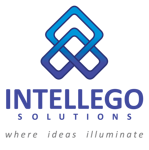 INTELLEGO
SOLUTIONS
where ideas illuminate